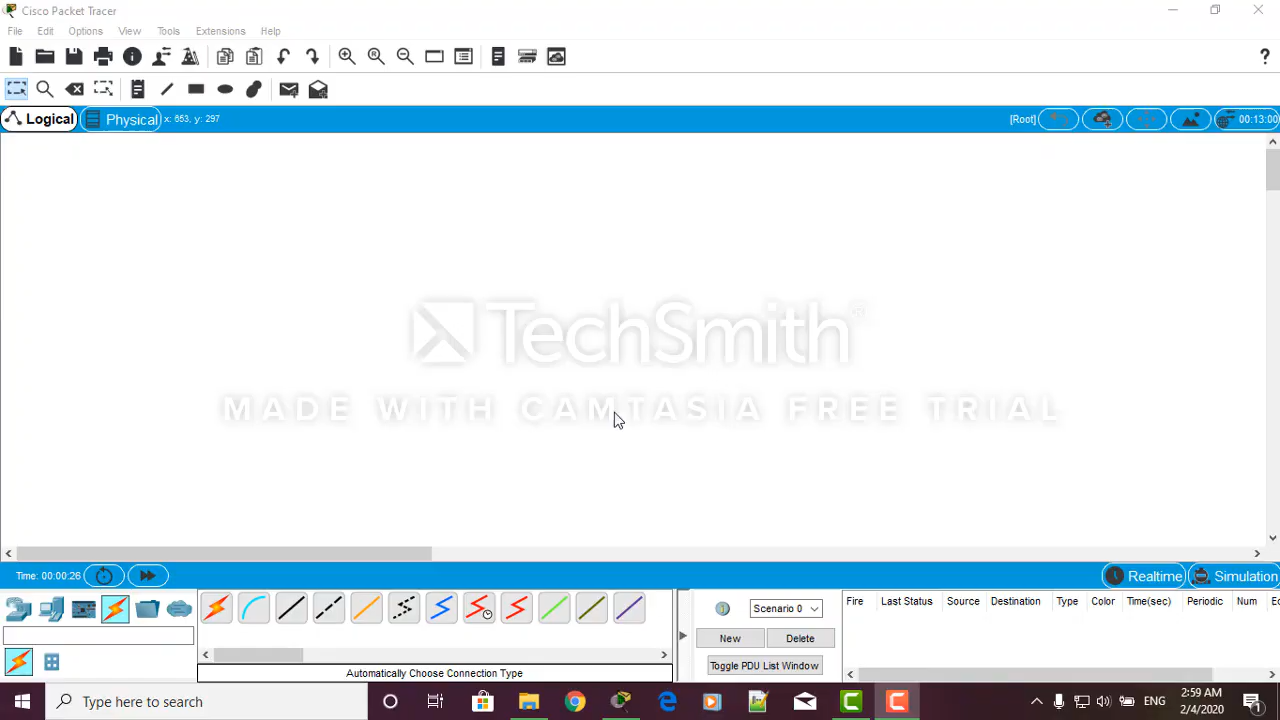 Cisco Packet Tracer
File Edit Options View Tools Extensions Help
?
Logical Physical x: 853, y: 297 [Root] 00:13:00
TechSmith®
MADE WITH CAMTASIA FREE TRIAL
Time: 00:00:26 Realtime Simulation
Scenario 0 Fire Last Status Source Destination Type Color Time(sec) Periodic Num
New Delete
Toggle PDU List Window
Automatically Choose Connection Type
Type here to search ENG 2:59 AM
2/4/2020 1